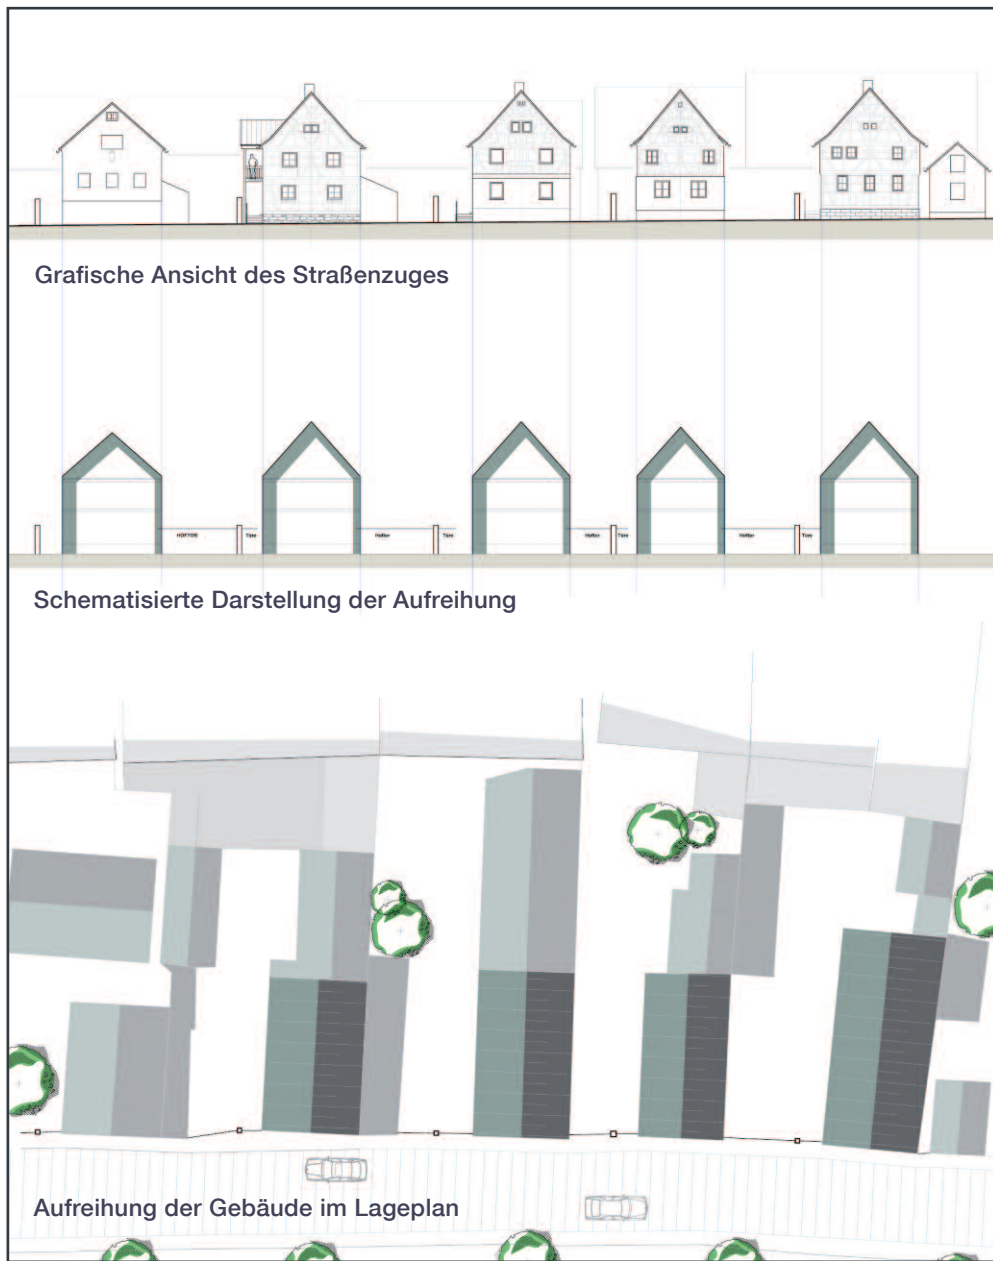 Grafische Ansicht des Straßenzuges
HOFTOR Türe Hoftor Türe Hoftor Türe Hoftor Türe
Schematisierte Darstellung der Aufreihung
Aufreihung der Gebäude im Lageplan